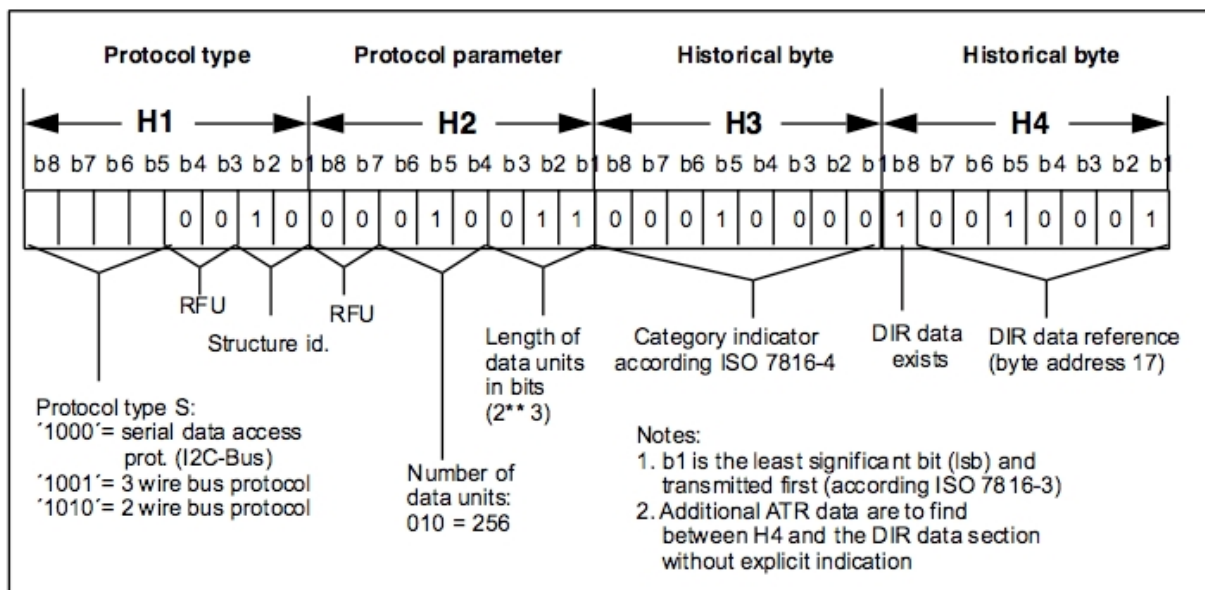 Protocol type Protocol parameter Historical byte Historical byte
H1 H2 H3 H4
b8 b7 b6 b5 b4 b3 b2 b1 b8 b7 b6 b5 b4 b3 b2 b1 b8 b7 b6 b5 b4 b3 b2 b1 b8 b7 b6 b5 b4 b3 b2 b1
0 0 1 0 0 0 0 1 0 0 1 1 0 0 0 1 0 0 0 0 1 0 0 1 0 0 0 1
RFU
Structure id.
RFU
Length of
data units
in bits
(2** 3)
Category indicator
according ISO 7816-4
DIR data
exists
DIR data reference
(byte address 17)
Protocol type S:
´1000´= serial data access
prot. (I2C-Bus)
´1001´= 3 wire bus protocol
´1010´= 2 wire bus protocol
Number of
data units:
010 = 256
Notes:
1. b1 is the least significant bit (lsb) and
transmitted first (according ISO 7816-3)
2. Additional ATR data are to find
between H4 and the DIR data section
without explicit indication